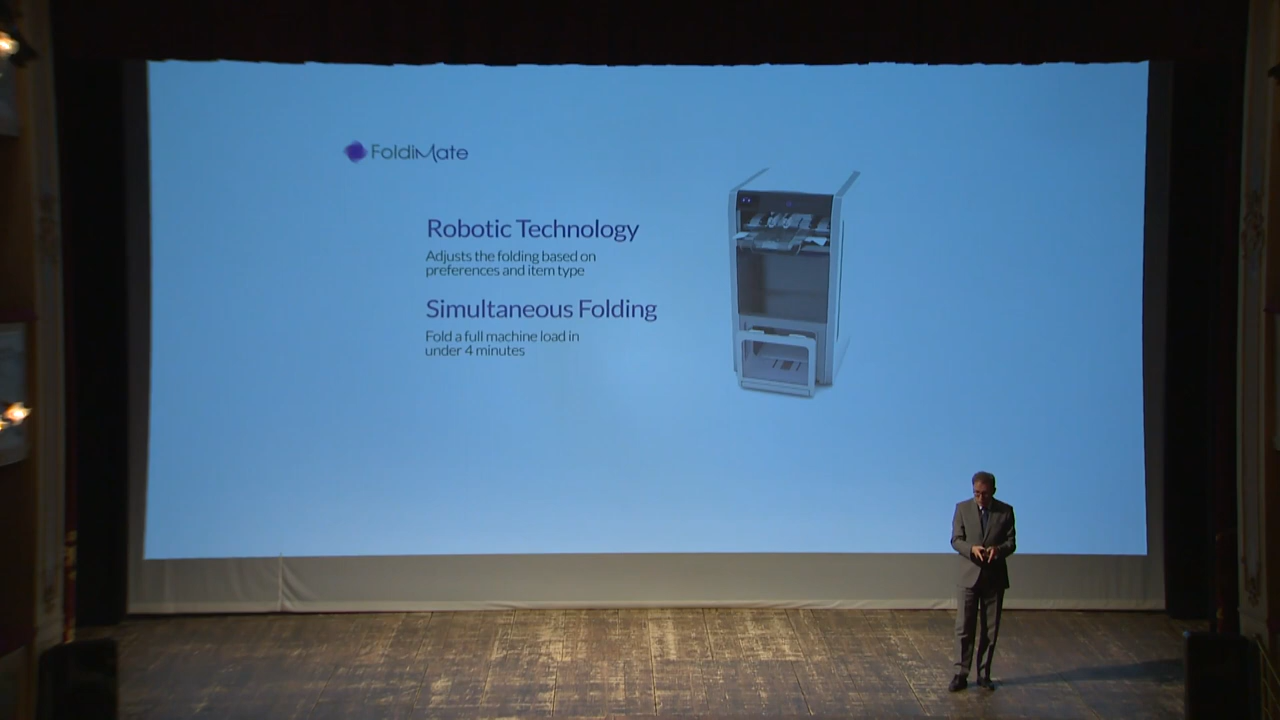 FoldiMate
Robotic Technology
Adjusts the folding based on
preferences and item type
Simultaneous Folding
Fold a full machine load in
under 4 minutes